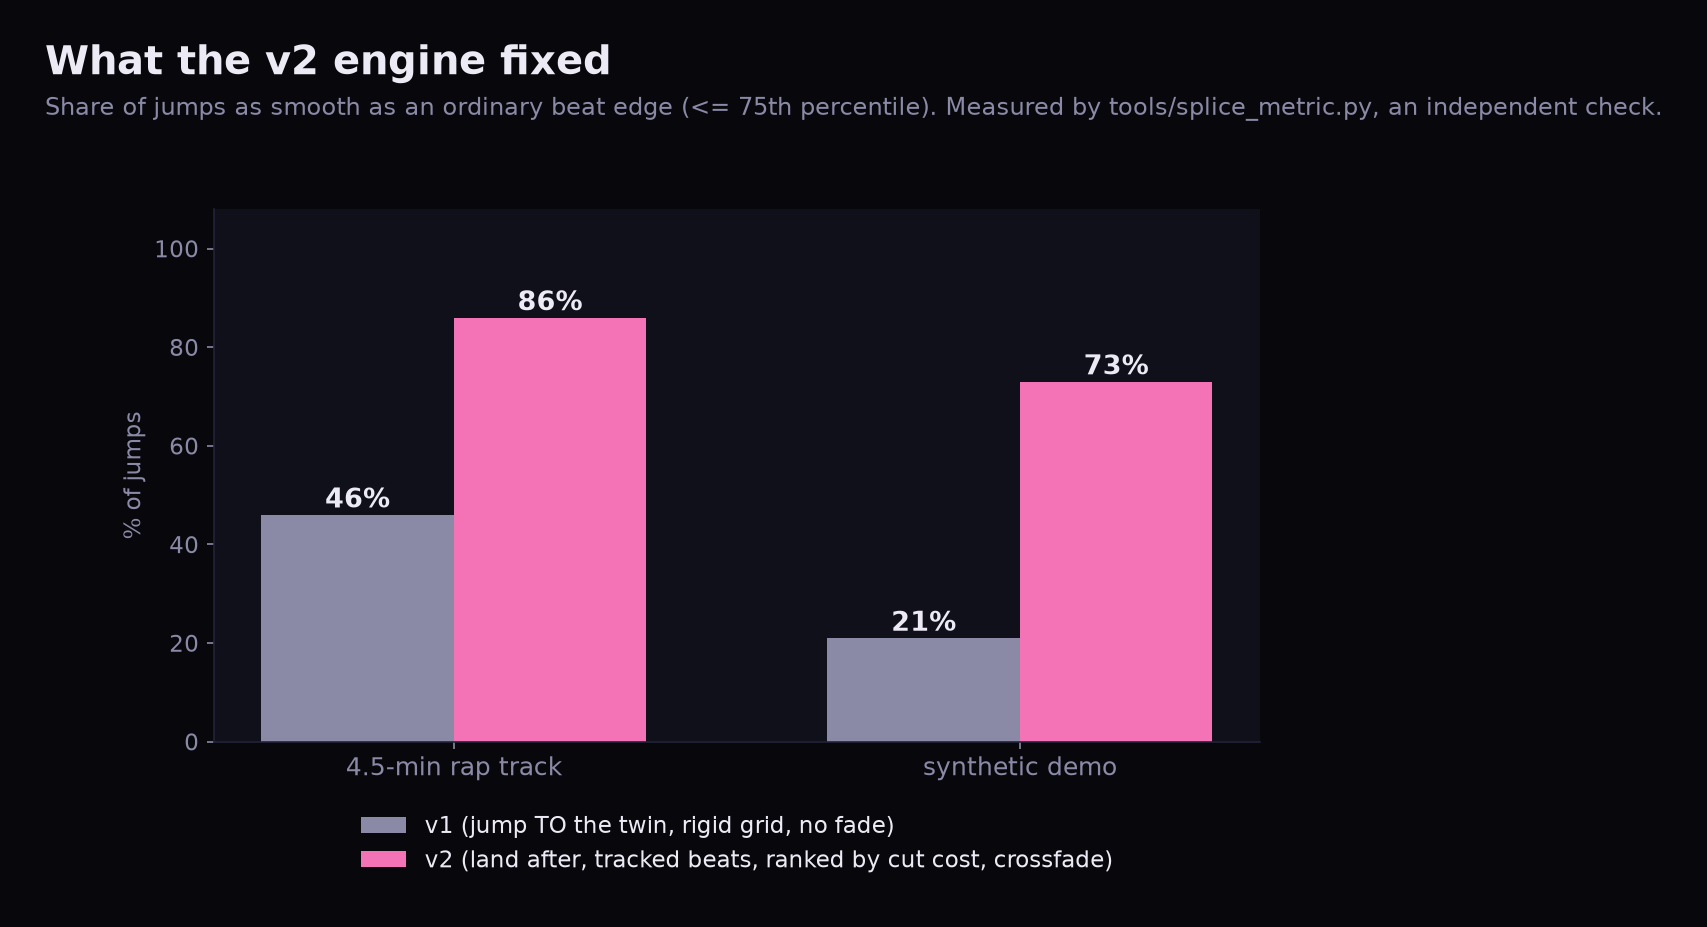 What the v2 engine fixed
Share of jumps as smooth as an ordinary beat edge (<= 75th percentile). Measured by tools/splice_metric.py, an independent check.
100
80
60
40
20
0
% of jumps
46%
86%
21%
73%
4.5-min rap track
synthetic demo
v1 (jump TO the twin, rigid grid, no fade)
v2 (land after, tracked beats, ranked by cut cost, crossfade)